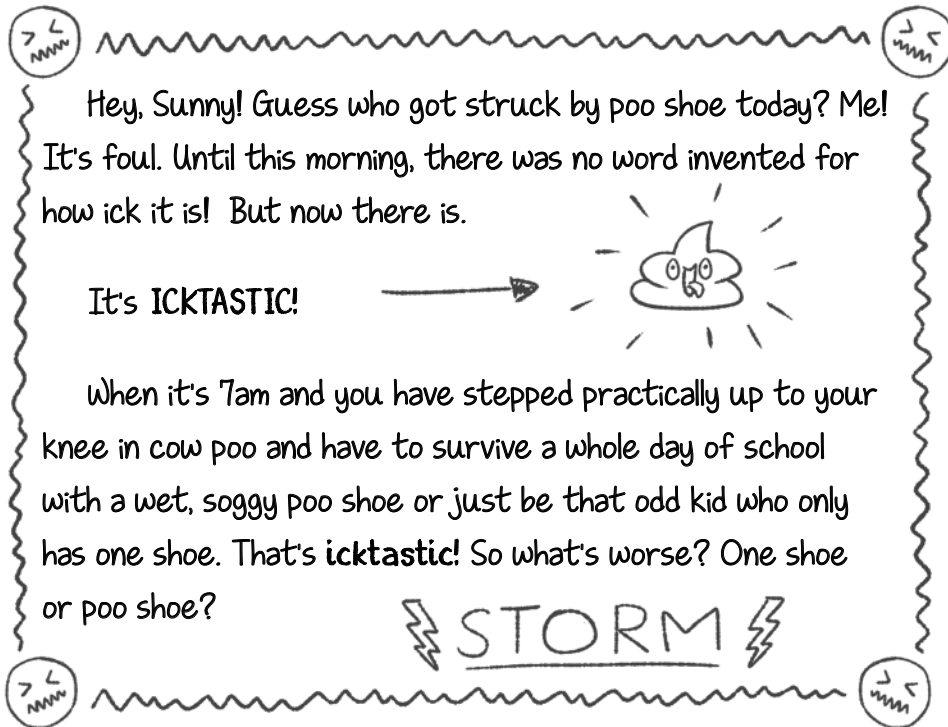 Hey, Sunny! Guess who got struck by poo shoe today? Me!
It's foul. Until this morning, there was no word invented for
how ick it is! But now there is.
It's ICKTASTIC!
When it's 7am and you have stepped practically up to your
knee in cow poo and have to survive a whole day of school
with a wet, soggy poo shoe or just be that odd kid who only
has one shoe. That's icktastic! So what's worse? One shoe
or poo shoe?
STORM